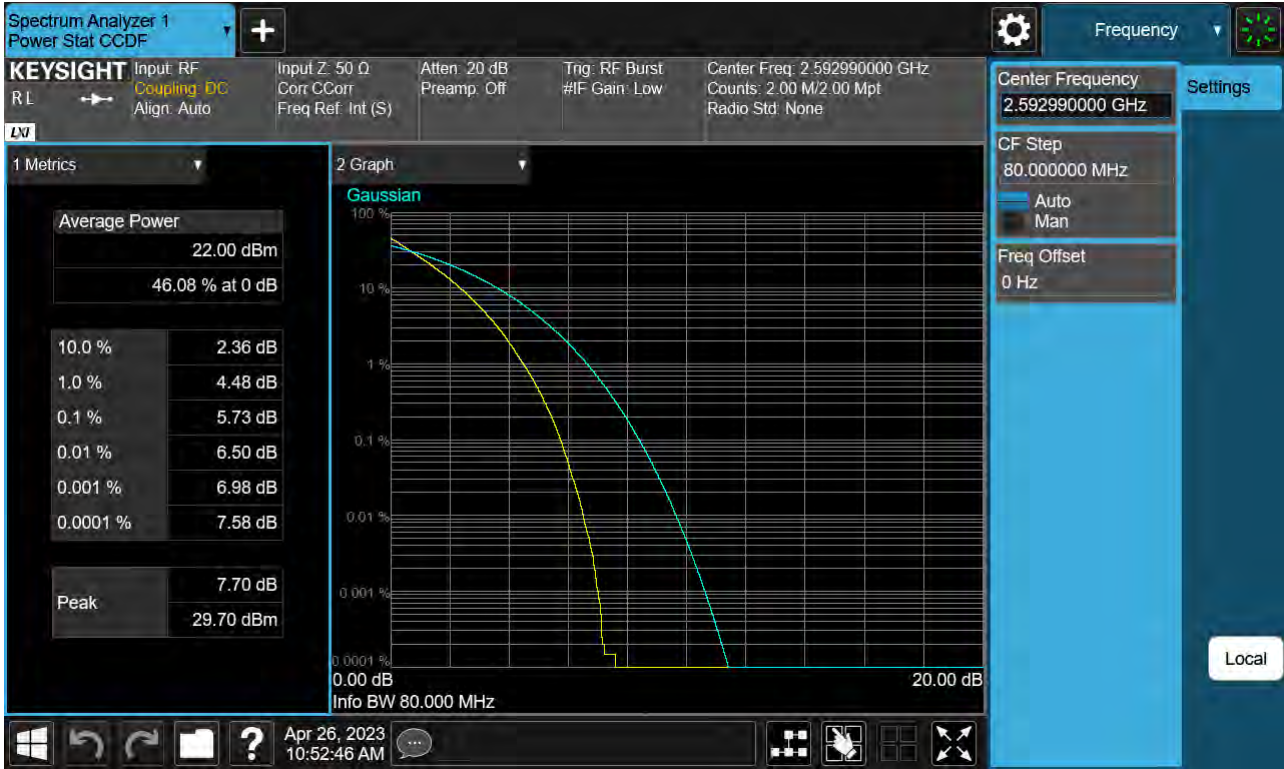 Spectrum Analyzer 1
Power Stat CCDF
+
Frequency
KEYSIGHT
RL
LXI
Input: RF
Coupling: DC
Align: Auto
Input Z: 50 Ω
Corr CCorr
Freq Ref: Int (S)
Atten: 20 dB
Preamp: Off
Trig: RF Burst
#IF Gain: Low
Center Freq: 2.592990000 GHz
Counts: 2.00 M/2.00 Mpt
Radio Std: None
Center Frequency
2.592990000 GHz
Settings
CF Step
80.000000 MHz
Auto
Man
Freq Offset
0 Hz
1 Metrics
Average Power
22.00 dBm
46.08 % at 0 dB
10.0 % 2.36 dB
1.0 % 4.48 dB
0.1 % 5.73 dB
0.01 % 6.50 dB
0.001 % 6.98 dB
0.0001 % 7.58 dB
Peak
7.70 dB
29.70 dBm
2 Graph
Gaussian
100 %
10 %
1 %
0.1 %
0.01 %
0.001 %
0.0001 %
0.00 dB 20.00 dB
Info BW 80.000 MHz
Local
?
Apr 26, 2023
10:52:46 AM